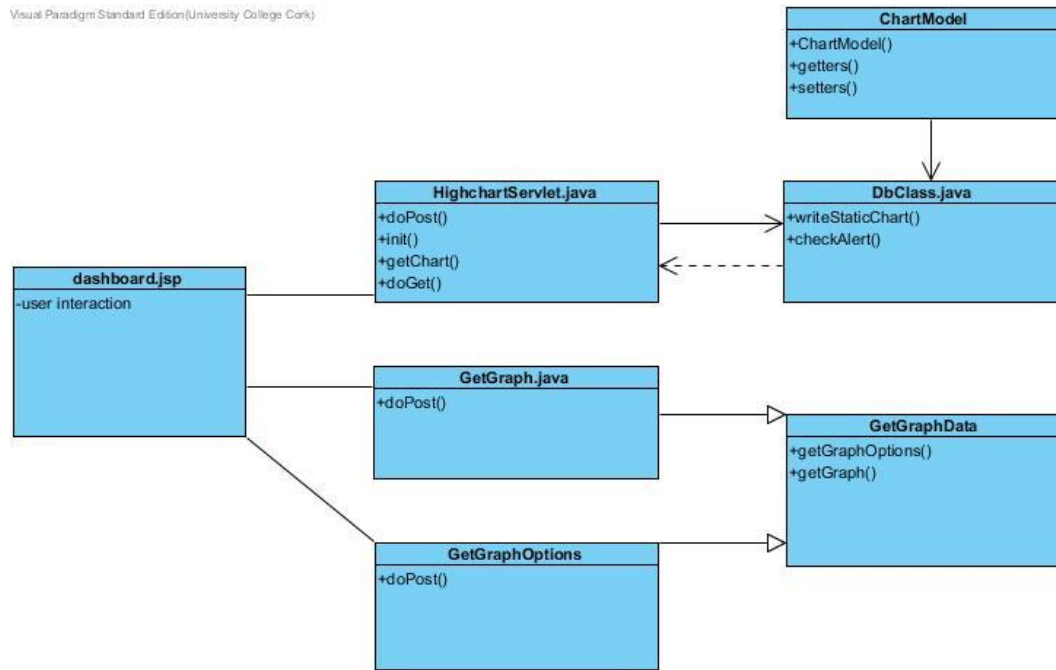 Visual Paradigm Standard Edition(University College Cork)
ChartModel
+ChartModel()
+getters()
+setters()
HighchartServlet.java
+doPost()
+init()
+getChart()
+doGet()
DbClass.java
+writeStaticChart()
+checkAlert()
dashboard.jsp
-user interaction
GetGraph.java
+doPost()
GetGraphData
+getGraphOptions()
+getGraph()
GetGraphOptions
+doPost()